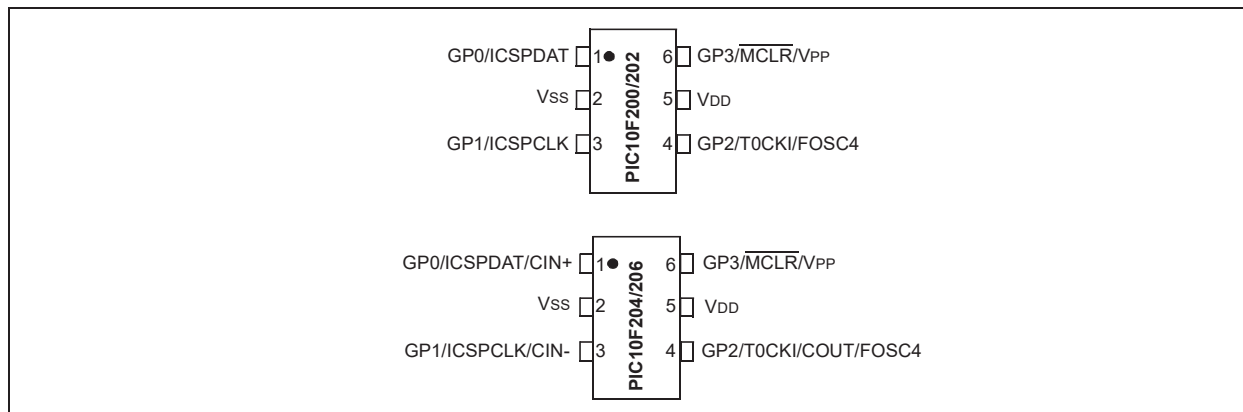 GP0/ICSPDAT 1 6 GP3/MCLR/VPP
VSS 2 5 VDD
GP1/ICSPCLK 3 4 GP2/T0CKI/FOSC4
PIC10F200/202
GP0/ICSPDAT/CIN+ 1 6 GP3/MCLR/VPP
VSS 2 5 VDD
GP1/ICSPCLK/CIN- 3 4 GP2/T0CKI/COUT/FOSC4
PIC10F204/206